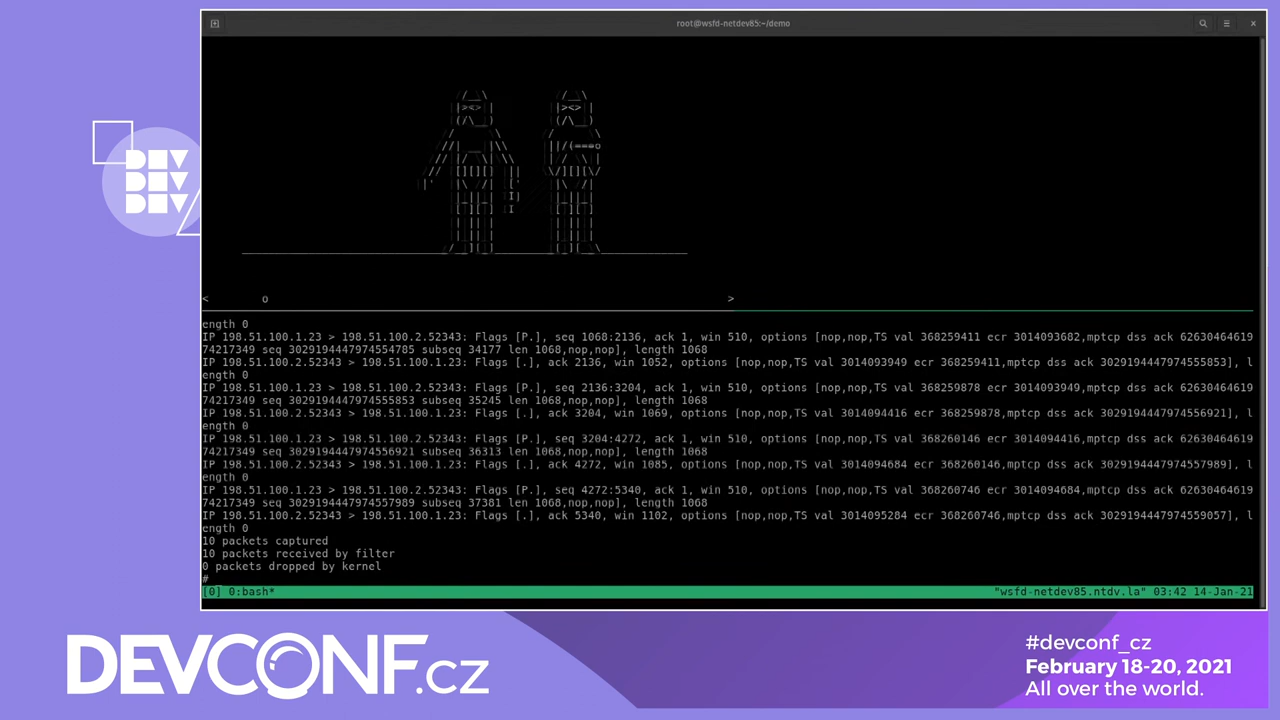 root@wsfd-netdev85:~/demo
DEV
DEV
DEV
< o >
ength 0
IP 198.51.100.1.23 > 198.51.100.2.52343: Flags [P.], seq 1068:2136, ack 1, win 510, options [nop,nop,TS val 368259411 ecr 3014093682,mptcp dss ack 62630464619
74217349 seq 3029194447974554785 subseq 34177 len 1068,nop,nop], length 1068
IP 198.51.100.2.52343 > 198.51.100.1.23: Flags [.], ack 2136, win 1052, options [nop,nop,TS val 3014093949 ecr 368259411,mptcp dss ack 3029194447974555853], l
ength 0
IP 198.51.100.1.23 > 198.51.100.2.52343: Flags [P.], seq 2136:3204, ack 1, win 510, options [nop,nop,TS val 368259878 ecr 3014093949,mptcp dss ack 62630464619
74217349 seq 3029194447974555853 subseq 35245 len 1068,nop,nop], length 1068
IP 198.51.100.2.52343 > 198.51.100.1.23: Flags [.], ack 3204, win 1069, options [nop,nop,TS val 3014094416 ecr 368259878,mptcp dss ack 3029194447974556921], l
ength 0
IP 198.51.100.1.23 > 198.51.100.2.52343: Flags [P.], seq 3204:4272, ack 1, win 510, options [nop,nop,TS val 368260146 ecr 3014094416,mptcp dss ack 62630464619
74217349 seq 3029194447974556921 subseq 36313 len 1068,nop,nop], length 1068
IP 198.51.100.2.52343 > 198.51.100.1.23: Flags [.], ack 4272, win 1085, options [nop,nop,TS val 3014094684 ecr 368260146,mptcp dss ack 3029194447974557989], l
ength 0
IP 198.51.100.1.23 > 198.51.100.2.52343: Flags [P.], seq 4272:5340, ack 1, win 510, options [nop,nop,TS val 368260746 ecr 3014094684,mptcp dss ack 62630464619
74217349 seq 3029194447974557989 subseq 37381 len 1068,nop,nop], length 1068
IP 198.51.100.2.52343 > 198.51.100.1.23: Flags [.], ack 5340, win 1102, options [nop,nop,TS val 3014095284 ecr 368260746,mptcp dss ack 3029194447974559057], l
ength 0
10 packets captured
10 packets received by filter
0 packets dropped by kernel
#
[0] 0:bash* "wsfd-netdev85.ntdv.la" 03:42 14-Jan-21
DEVCONF.cz
#devconf_cz
February 18-20, 2021
All over the world.